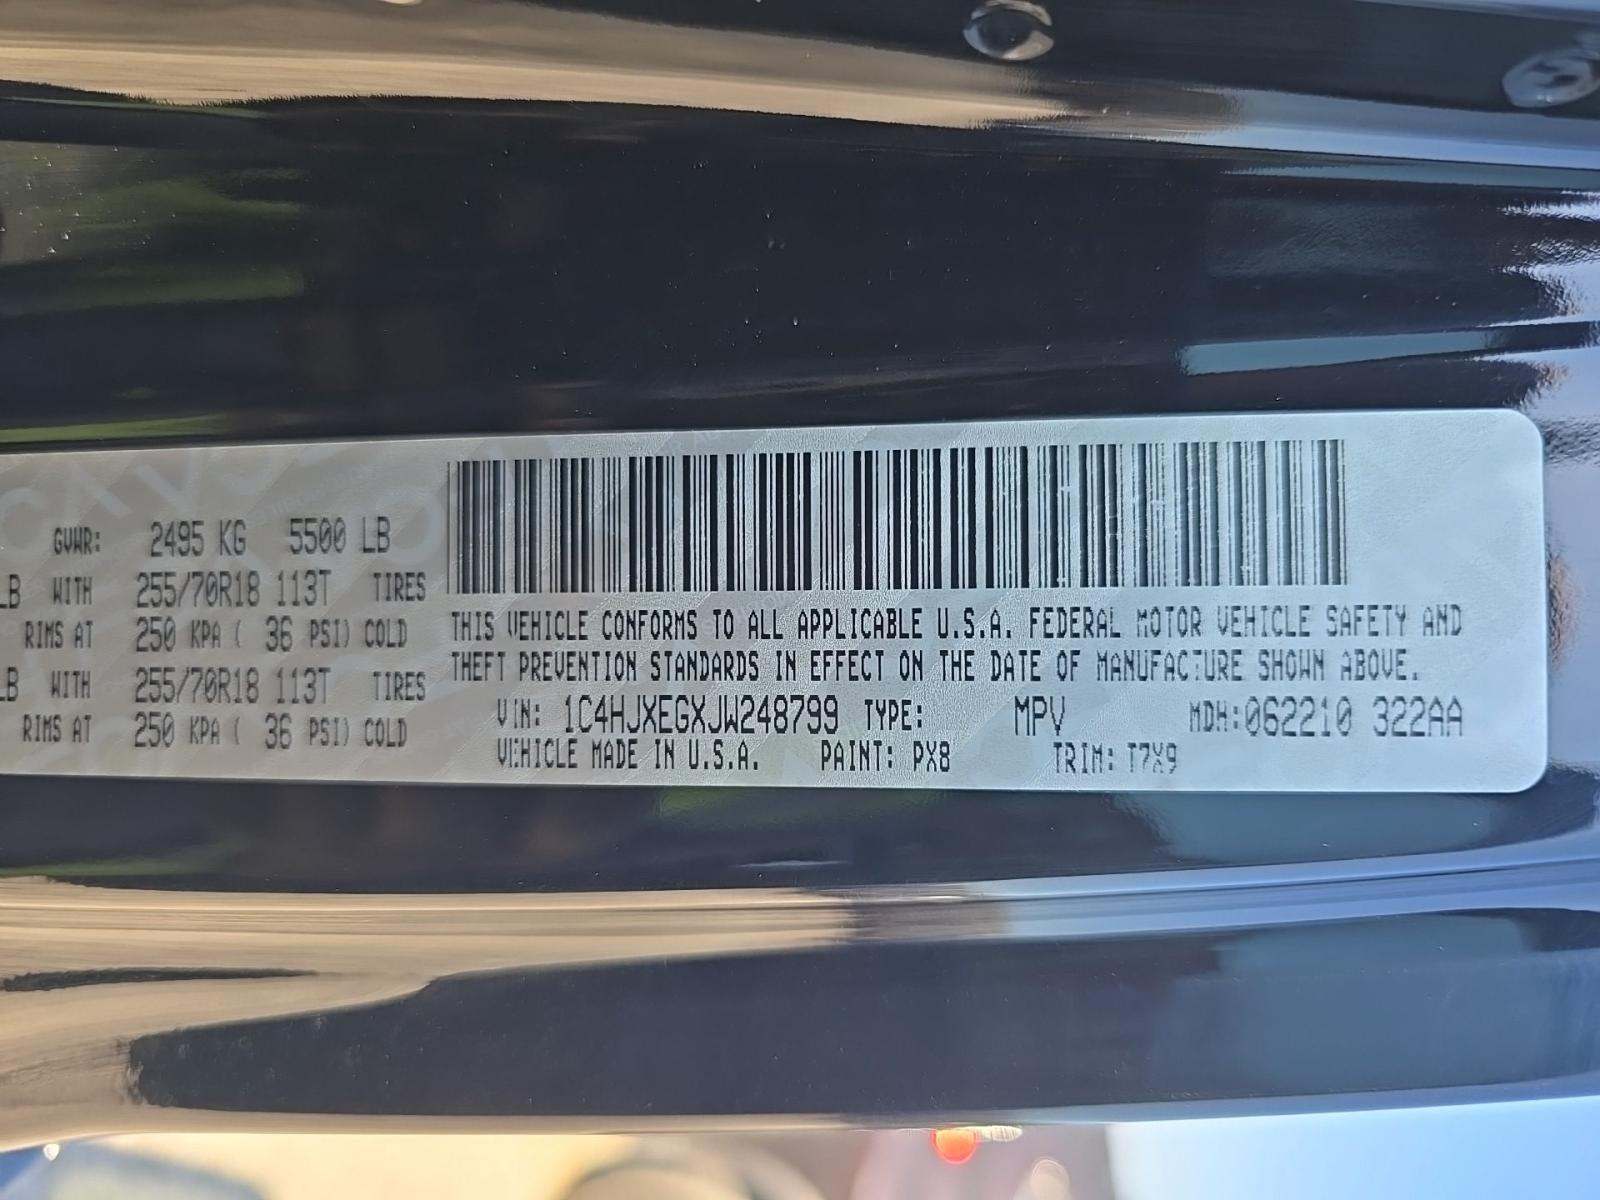 GVWR: 2495 KG 5500 LB
LB WITH 255/70R18 113T TIRES
RIMS AT 250 KPA ( 36 PSI) COLD
LB WITH 255/70R18 113T TIRES
RIMS AT 250 KPA ( 36 PSI) COLD
THIS VEHICLE CONFORMS TO ALL APPLICABLE U.S.A. FEDERAL MOTOR VEHICLE SAFETY AND
THEFT PREVENTION STANDARDS IN EFFECT ON THE DATE OF MANUFACTURE SHOWN ABOVE.
VIN: 1C4HJXEGXJW248799 TYPE: MPV MDH:062210 322AA
VEHICLE MADE IN U.S.A. PAINT: PX8 TRIM: T7X9